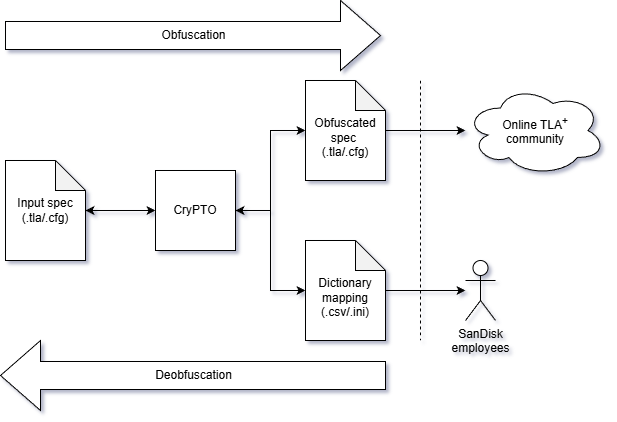 Obfuscation
Obfuscated
spec
(.tla/.cfg)
Online TLA+
community
Input spec
(.tla/.cfg)
CryPTO
Dictionary
mapping
(.csv/.ini)
SanDisk
employees
Deobfuscation